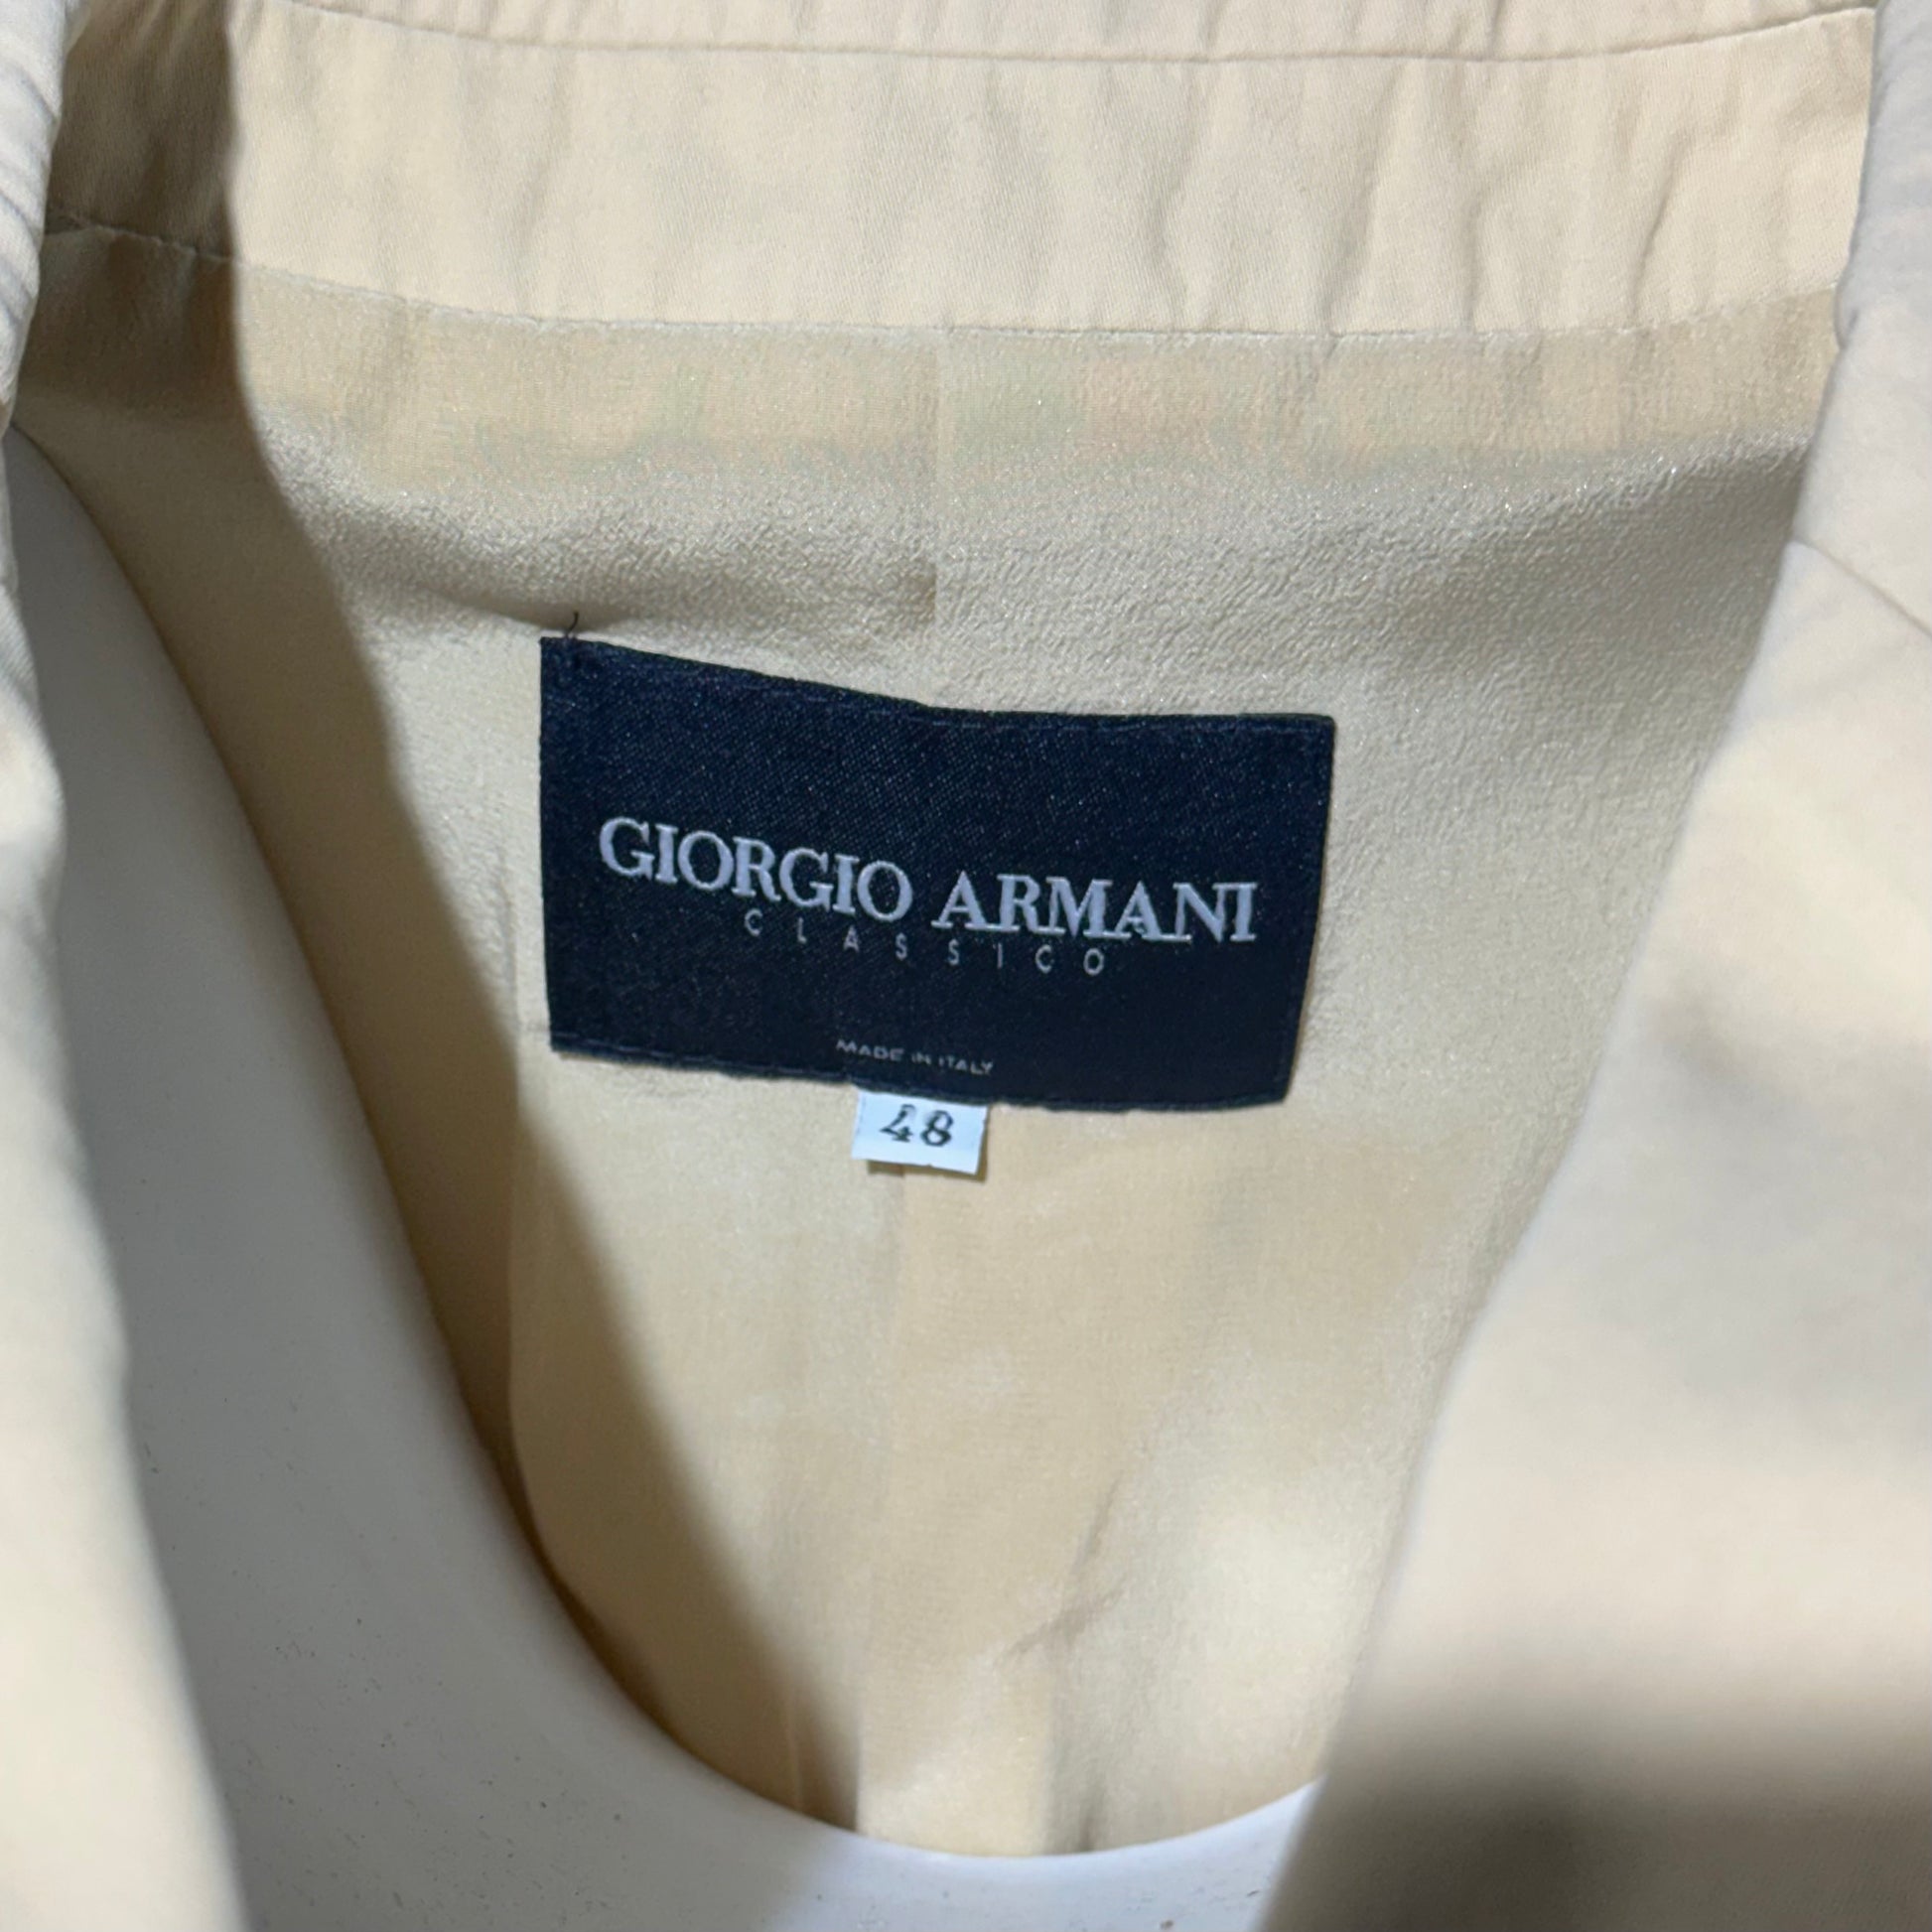 GIORGIO ARMANI
CLASSICO
MADE IN ITALY
48